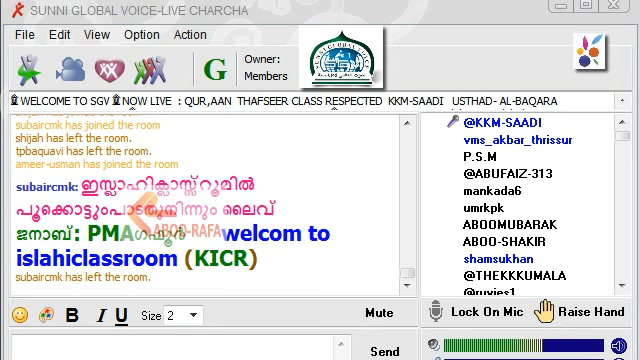 SUNNI GLOBAL VOICE-LIVE CHARCHA
File Edit View Option Action
G
Owner:
Members
WELCOME TO SGV NOW LIVE : QUR,AAN THAFSEER CLASS RESPECTED KKM-SAADI USTHAD- AL-BAQARA
subaircmk has joined the room
shijah has left the room.
tpbaquavi has left the room.
ameer-usman has joined the room
subaircmk: ഇസ്ലാഹിക്ലാസ്സ്റൂമിൽ
പൂക്കൊട്ടുംപാടത്തുനിന്നും ലൈവ്
ജനാബ്: PMAഗഫൂർ welcom to
islahiclassroom (KICR)
subaircmk has left the room.
ABOO-RAFA
@KKM-SAADI
vms_akbar_thrissur
P.S.M
@ABUFAIZ-313
mankada6
umrkpk
ABOOMUBARAK
ABOO-SHAKIR
shamsukhan
@THEKKKUMALA
@ruvies1
B I U Size 2 Mute
Lock On Mic Raise Hand
Send